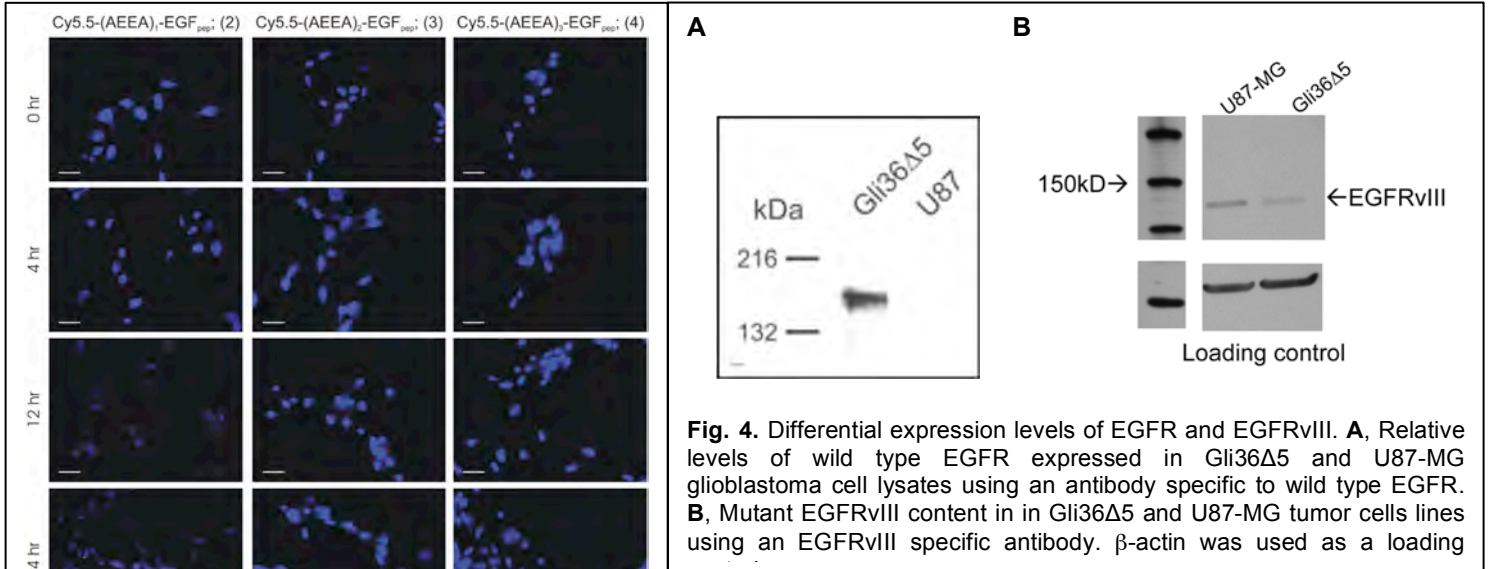 Cy5.5-(AEEA)₁-EGFpep; (2) Cy5.5-(AEEA)₂-EGFpep; (3) Cy5.5-(AEEA)₃-EGFpep; (4)
0 hr
4 hr
12 hr
4 hr
A
kDa
Gli36Δ5
U87
216
132
B
U87-MG
Gli36Δ5
150kD→
←EGFRvIII
Loading control
Fig. 4. Differential expression levels of EGFR and EGFRvIII. A, Relative
levels of wild type EGFR expressed in Gli36Δ5 and U87-MG
glioblastoma cell lysates using an antibody specific to wild type EGFR.
B, Mutant EGFRvIII content in in Gli36Δ5 and U87-MG tumor cells lines
using an EGFRvIII specific antibody. β-actin was used as a loading